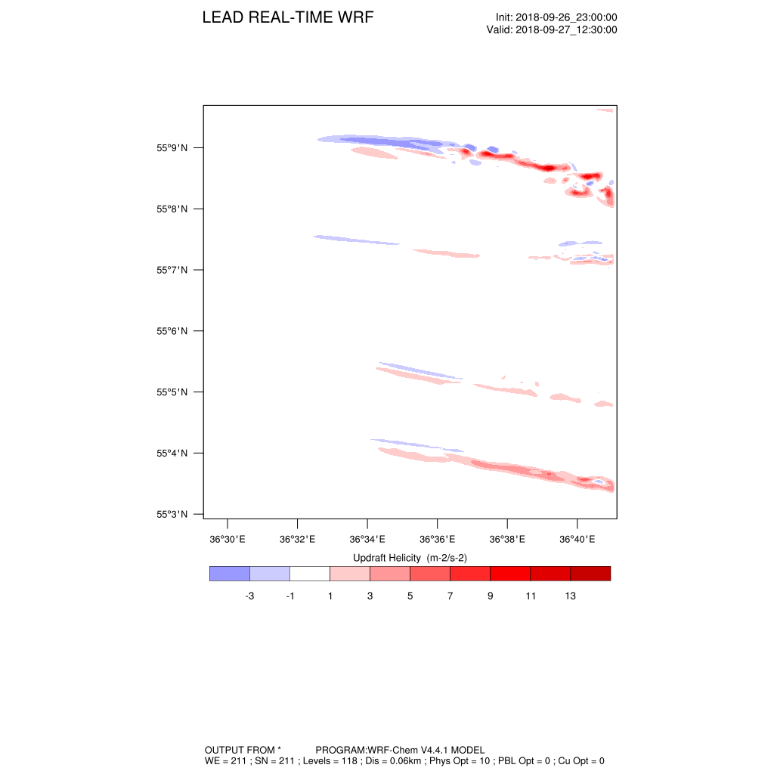 LEAD REAL-TIME WRF
Init: 2018-09-26_23:00:00
Valid: 2018-09-27_12:30:00
55°9'N
55°8'N
55°7'N
55°6'N
55°5'N
55°4'N
55°3'N
36°30'E 36°32'E 36°34'E 36°36'E 36°38'E 36°40'E
Updraft Helicity (m-2/s-2)
-3 -1 1 3 5 7 9 11 13
OUTPUT FROM * PROGRAM:WRF-Chem V4.4.1 MODEL
WE = 211 ; SN = 211 ; Levels = 118 ; Dis = 0.06km ; Phys Opt = 10 ; PBL Opt = 0 ; Cu Opt = 0